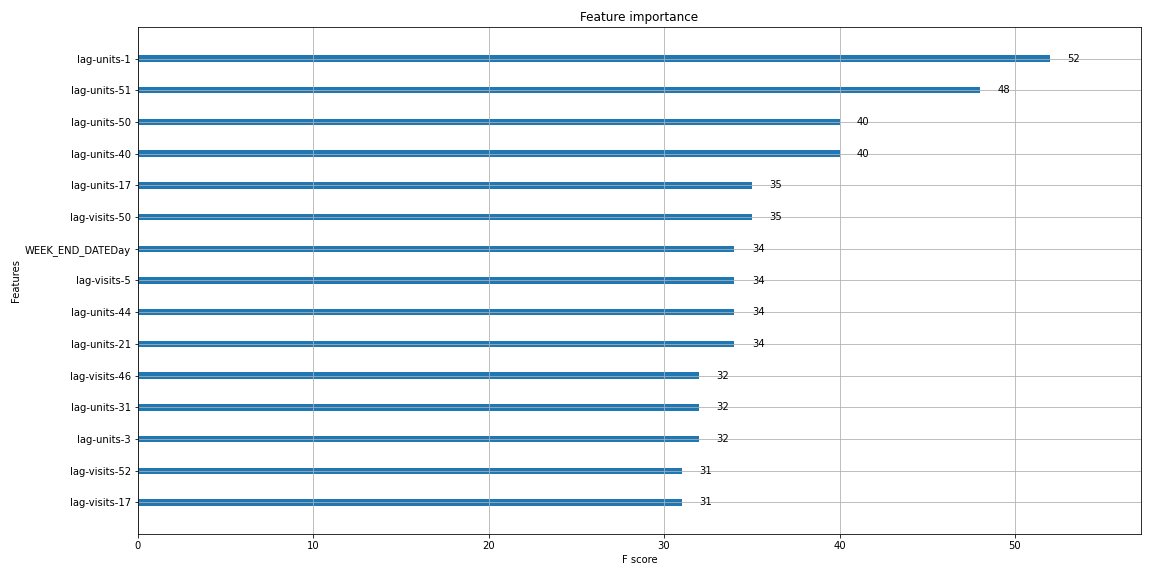 Feature importance
lag-units-1 52
lag-units-51 48
lag-units-50 40
lag-units-40 40
lag-units-17 35
lag-visits-50 35
WEEK_END_DATEDay 34
lag-visits-5 34
lag-units-44 34
lag-units-21 34
lag-visits-46 32
lag-units-31 32
lag-units-3 32
lag-visits-52 31
lag-visits-17 31
Features
0 10 20 30 40 50
F score